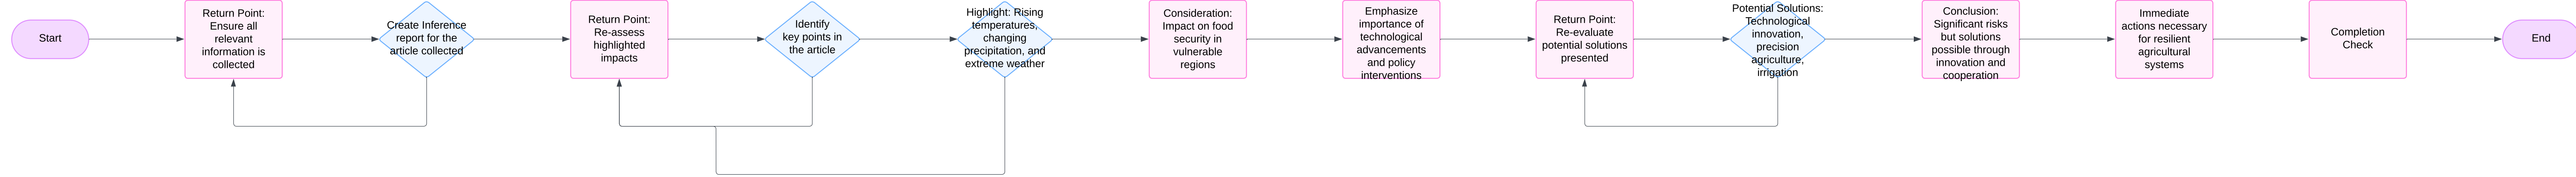 Start
Return Point:
Ensure all
relevant
information is
collected
Create Inference
report for the
article collected
Return Point:
Re-assess
highlighted
impacts
Identify
key points in
the article
Highlight: Rising
temperatures,
changing
precipitation, and
extreme weather
Consideration:
Impact on food
security in
vulnerable
regions
Emphasize
importance of
technological
advancements
and policy
interventions
Return Point:
Re-evaluate
potential solutions
presented
Potential Solutions:
Technological
innovation,
precision
agriculture,
irrigation
Conclusion:
Significant risks
but solutions
possible through
innovation and
cooperation
Immediate
actions necessary
for resilient
agricultural
systems
Completion
Check
End